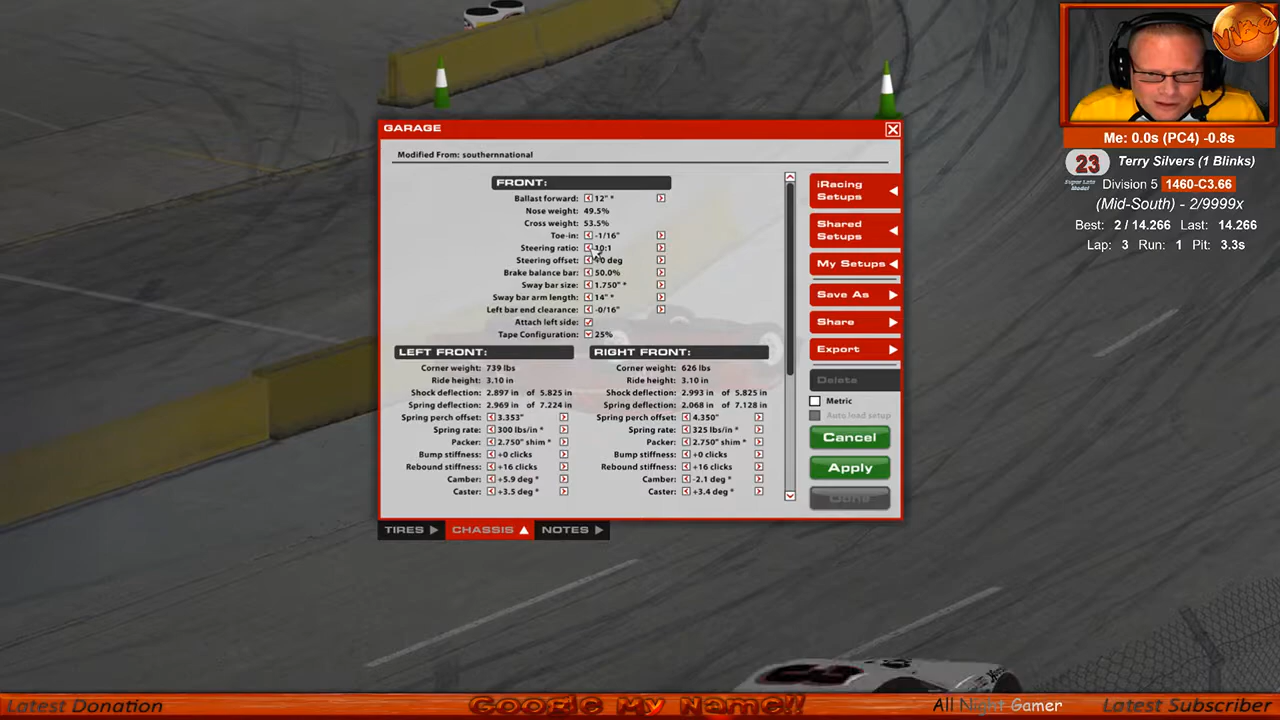 Me: 0.0s (PC4) -0.8s
23 Terry Silvers (1 Blinks)
Super Late Model
Division 5 1460-C3.66
(Mid-South) - 2/9999x
Best: 2 / 14.266 Last: 14.266
Lap: 3 Run: 1 Pit: 3.3s
GARAGE
Modified From: southernnational
FRONT:
Ballast forward: 12" *
Nose weight: 49.5%
Cross weight: 53.5%
Toe-in: -1/16"
Steering ratio: 10:1
Steering offset: deg
Brake balance bar: 50.0%
Sway bar size: 1.750" *
Sway bar arm length: 14" *
Left bar end clearance: -0/16"
Attach left side:
Tape Configuration: 25%
LEFT FRONT:
Corner weight: 739 lbs
Ride height: 3.10 in
Shock deflection: 2.897 in of 5.825 in
Spring deflection: 2.969 in of 7.224 in
Spring perch offset: 3.353"
Spring rate: 300 lbs/in *
Packer: 2.750" shim *
Bump stiffness: +0 clicks
Rebound stiffness: +16 clicks
Camber: +5.9 deg *
Caster: +3.5 deg *
RIGHT FRONT:
Corner weight: 626 lbs
Ride height: 3.10 in
Shock deflection: 2.993 in of 5.825 in
Spring deflection: 2.068 in of 7.128 in
Spring perch offset: 4.350"
Spring rate: 325 lbs/in *
Packer: 2.750" shim *
Bump stiffness: +0 clicks
Rebound stiffness: +16 clicks
Camber: -2.1 deg *
Caster: +3.4 deg *
iRacing Setups
Shared Setups
My Setups
Save As
Share
Export
Delete
Metric
Auto load setup
Cancel
Apply
Done
TIRES CHASSIS NOTES
Latest Donation
Google My Name!!
All Night Gamer
Latest Subscriber